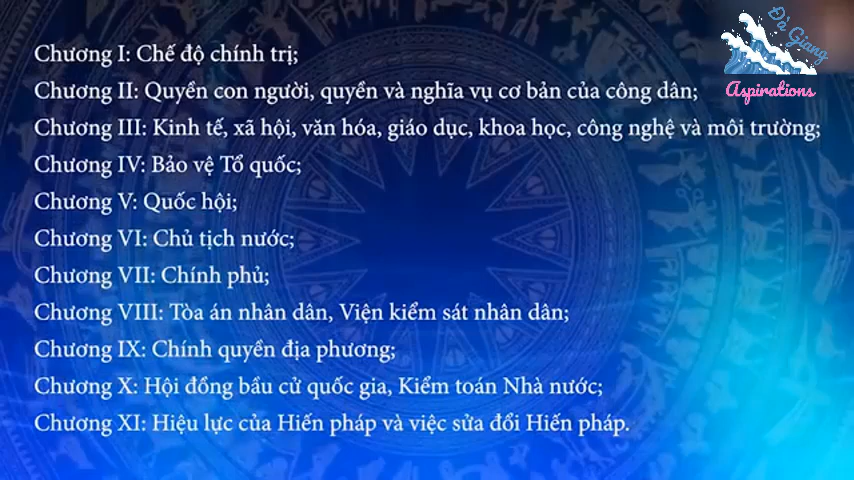 Đà Giang
Aspirations
Chương I: Chế độ chính trị;
Chương II: Quyền con người, quyền và nghĩa vụ cơ bản của công dân;
Chương III: Kinh tế, xã hội, văn hóa, giáo dục, khoa học, công nghệ và môi trường;
Chương IV: Bảo vệ Tổ quốc;
Chương V: Quốc hội;
Chương VI: Chủ tịch nước;
Chương VII: Chính phủ;
Chương VIII: Tòa án nhân dân, Viện kiểm sát nhân dân;
Chương IX: Chính quyền địa phương;
Chương X: Hội đồng bầu cử quốc gia, Kiểm toán Nhà nước;
Chương XI: Hiệu lực của Hiến pháp và việc sửa đổi Hiến pháp.